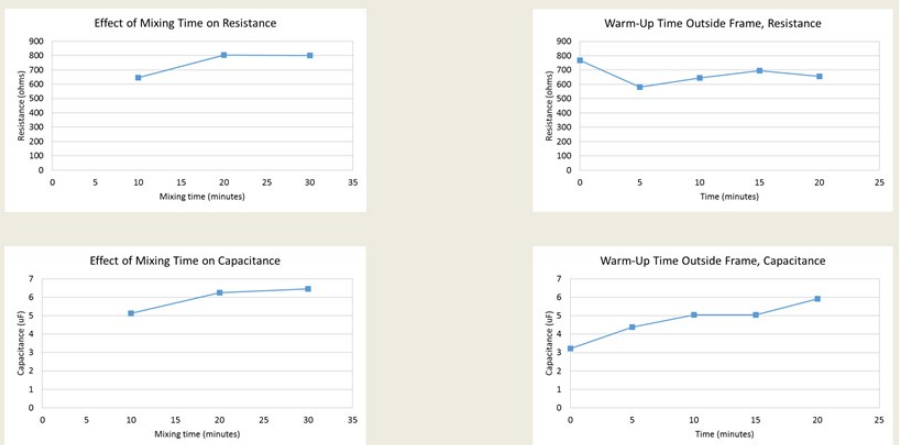 Effect of Mixing Time on Resistance
900
800
700
600
500
400
300
200
100
0
Resistance (ohms)
0 5 10 15 20 25 30 35
Mixing time (minutes)
Warm-Up Time Outside Frame, Resistance
900
800
700
600
500
400
300
200
100
0
Resistance (ohms)
0 5 10 15 20 25
Time (minutes)
Effect of Mixing Time on Capacitance
7
6
5
4
3
2
1
0
Capacitance (uF)
0 5 10 15 20 25 30 35
Mixing time (minutes)
Warm-Up Time Outside Frame, Capacitance
7
6
5
4
3
2
1
0
Capacitance (uF)
0 5 10 15 20 25
Time (minutes)